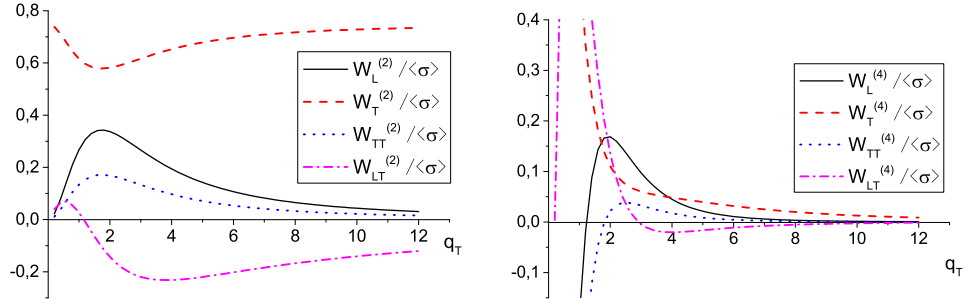 0,8
0,6
0,4
0,2
0,0
-0,2
2 4 6 8 10 12
q_T
W_L^(2) /<σ>
W_T^(2) /<σ>
W_TT^(2) /<σ>
W_LT^(2) /<σ>
0,4
0,3
0,2
0,1
0,0
-0,1
2 4 6 8 10 12
q_T
W_L^(4) /<σ>
W_T^(4) /<σ>
W_TT^(4) /<σ>
W_LT^(4) /<σ>